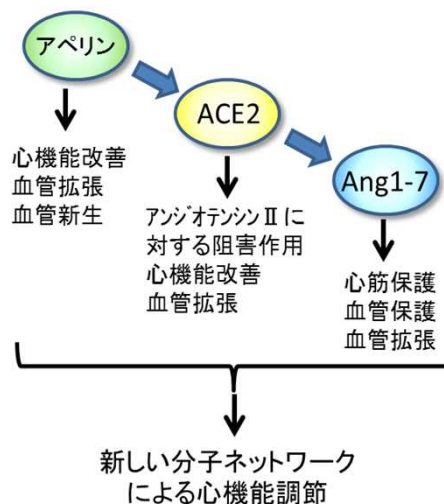 アペリン
ACE2
Ang1-7
心機能改善
血管拡張
血管新生
ｱﾝｼﾞｵﾃﾝｼﾝⅡに
対する阻害作用
心機能改善
血管拡張
心筋保護
血管保護
血管拡張
新しい分子ネットワーク
による心機能調節